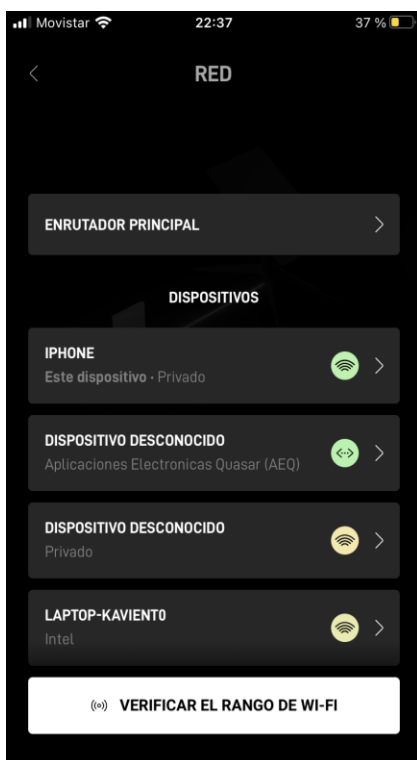 Movistar 22:37 37 %
RED
ENRUTADOR PRINCIPAL
DISPOSITIVOS
IPHONE
Este dispositivo · Privado
DISPOSITIVO DESCONOCIDO
Aplicaciones Electronicas Quasar (AEQ)
DISPOSITIVO DESCONOCIDO
Privado
LAPTOP-KAVIENT0
Intel
VERIFICAR EL RANGO DE WI-FI